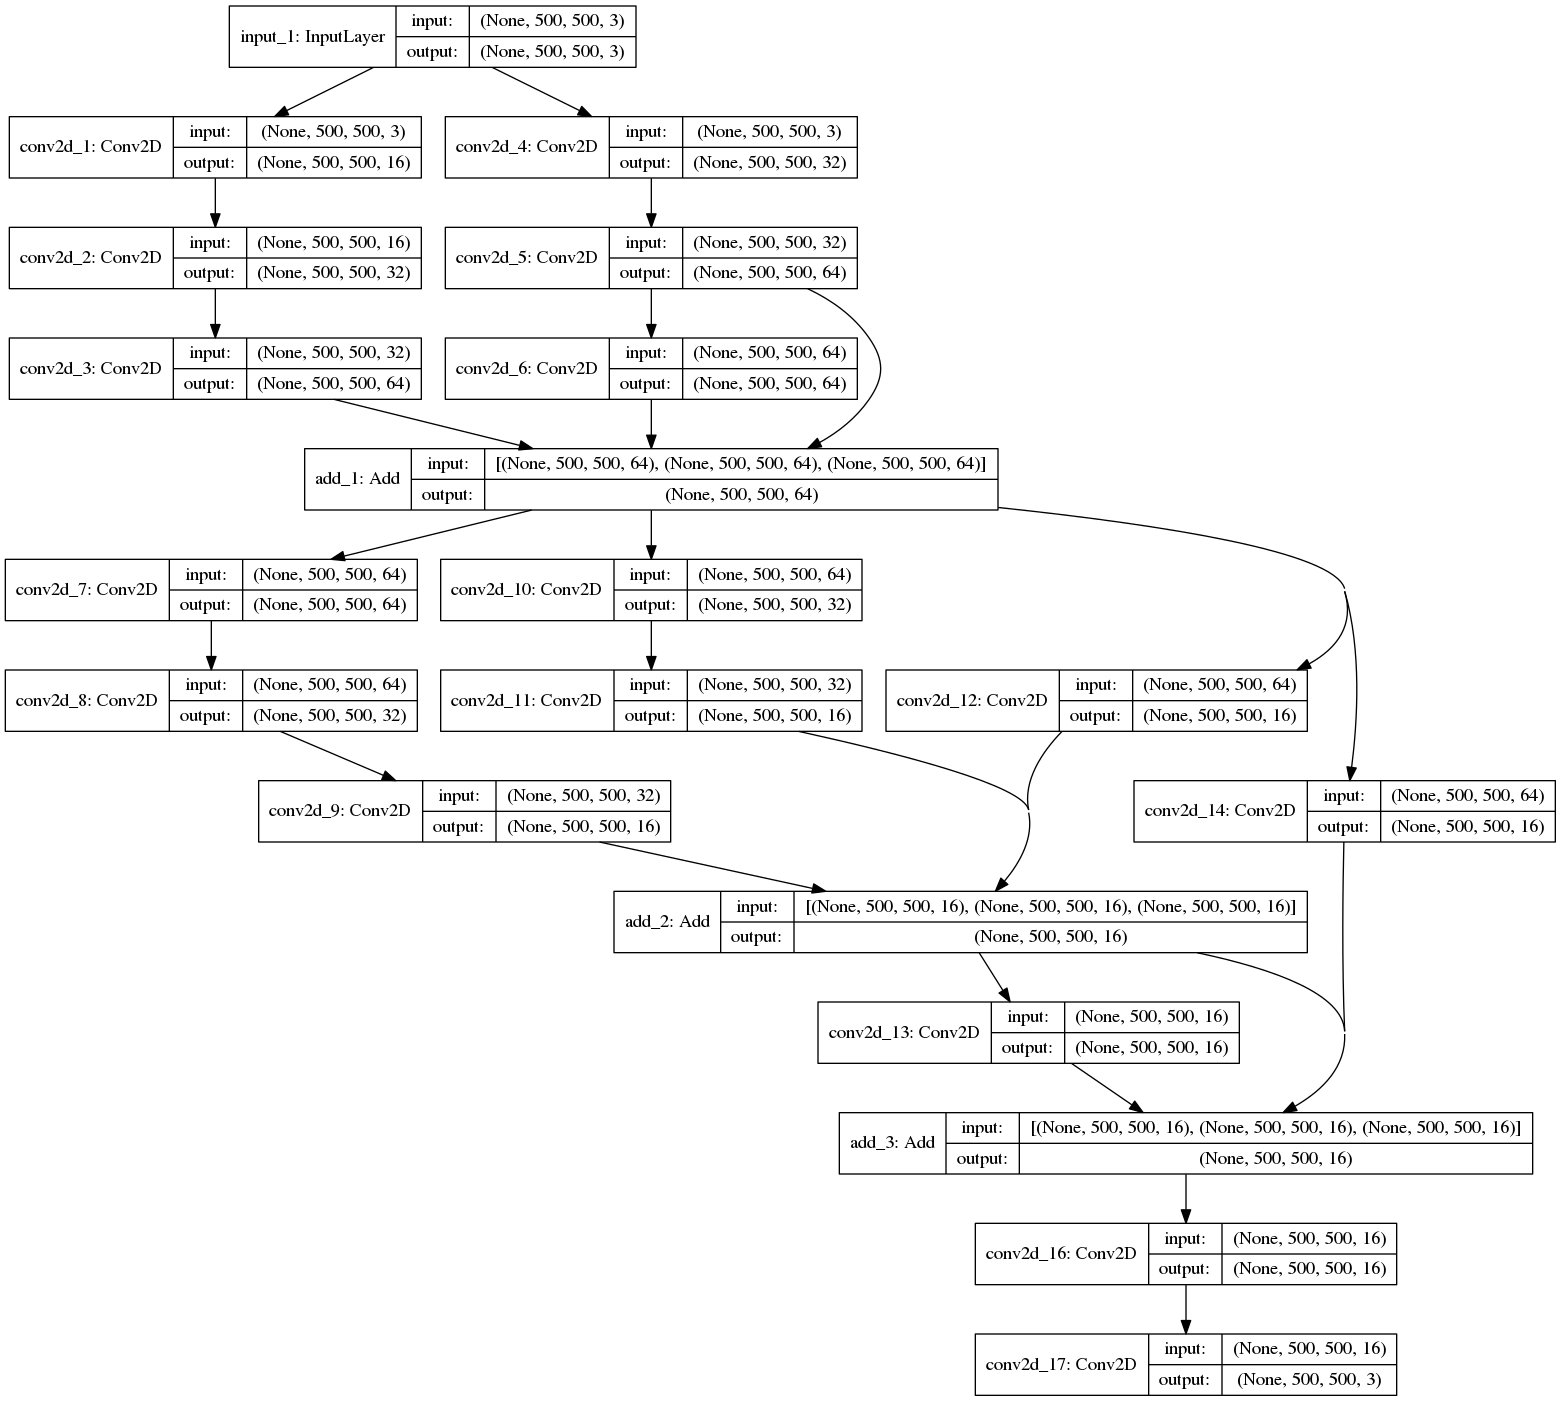 input_1: InputLayer
input: (None, 500, 500, 3)
output: (None, 500, 500, 3)
conv2d_1: Conv2D
input: (None, 500, 500, 3)
output: (None, 500, 500, 16)
conv2d_4: Conv2D
input: (None, 500, 500, 3)
output: (None, 500, 500, 32)
conv2d_2: Conv2D
input: (None, 500, 500, 16)
output: (None, 500, 500, 32)
conv2d_5: Conv2D
input: (None, 500, 500, 32)
output: (None, 500, 500, 64)
conv2d_3: Conv2D
input: (None, 500, 500, 32)
output: (None, 500, 500, 64)
conv2d_6: Conv2D
input: (None, 500, 500, 64)
output: (None, 500, 500, 64)
add_1: Add
input: [(None, 500, 500, 64), (None, 500, 500, 64), (None, 500, 500, 64)]
output: (None, 500, 500, 64)
conv2d_7: Conv2D
input: (None, 500, 500, 64)
output: (None, 500, 500, 64)
conv2d_10: Conv2D
input: (None, 500, 500, 64)
output: (None, 500, 500, 32)
conv2d_8: Conv2D
input: (None, 500, 500, 64)
output: (None, 500, 500, 32)
conv2d_11: Conv2D
input: (None, 500, 500, 32)
output: (None, 500, 500, 16)
conv2d_12: Conv2D
input: (None, 500, 500, 64)
output: (None, 500, 500, 16)
conv2d_9: Conv2D
input: (None, 500, 500, 32)
output: (None, 500, 500, 16)
conv2d_14: Conv2D
input: (None, 500, 500, 64)
output: (None, 500, 500, 16)
add_2: Add
input: [(None, 500, 500, 16), (None, 500, 500, 16), (None, 500, 500, 16)]
output: (None, 500, 500, 16)
conv2d_13: Conv2D
input: (None, 500, 500, 16)
output: (None, 500, 500, 16)
add_3: Add
input: [(None, 500, 500, 16), (None, 500, 500, 16), (None, 500, 500, 16)]
output: (None, 500, 500, 16)
conv2d_16: Conv2D
input: (None, 500, 500, 16)
output: (None, 500, 500, 16)
conv2d_17: Conv2D
input: (None, 500, 500, 16)
output: (None, 500, 500, 3)